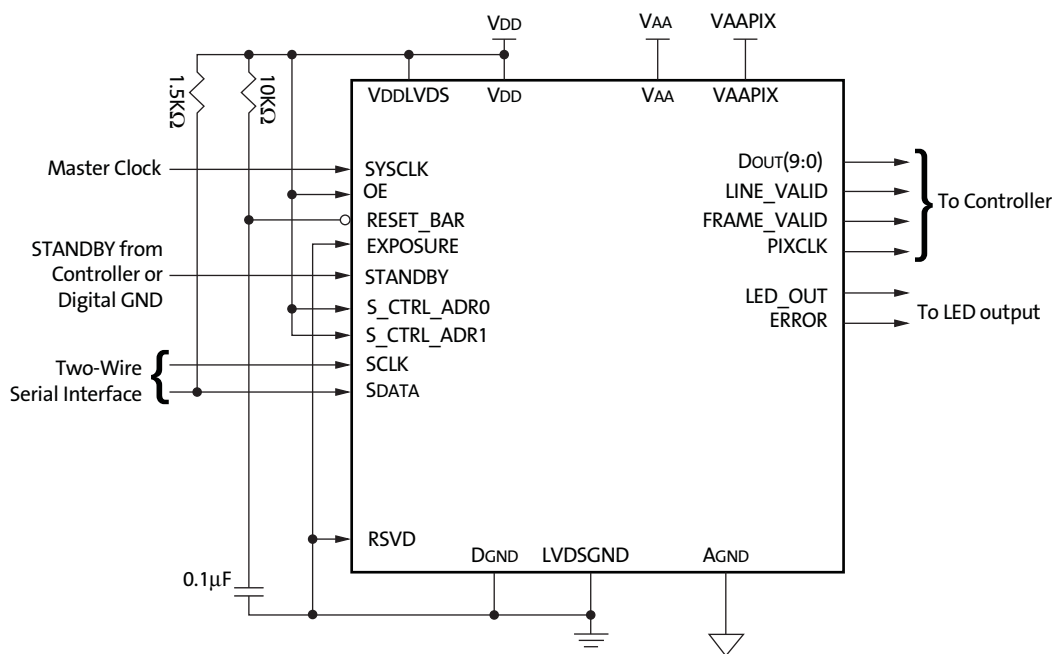 VDD
VAA
VAAPIX
1.5KΩ
10KΩ
VDDLVDS
VDD
VAA
VAAPIX
Master Clock
SYSCLK
OE
RESET_BAR
EXPOSURE
STANDBY from
Controller or
Digital GND
STANDBY
S_CTRL_ADR0
S_CTRL_ADR1
Two-Wire
Serial Interface
SCLK
SDATA
RSVD
DOUT(9:0)
LINE_VALID
FRAME_VALID
PIXCLK
To Controller
LED_OUT
ERROR
To LED output
DGND
LVDSGND
AGND
0.1μF